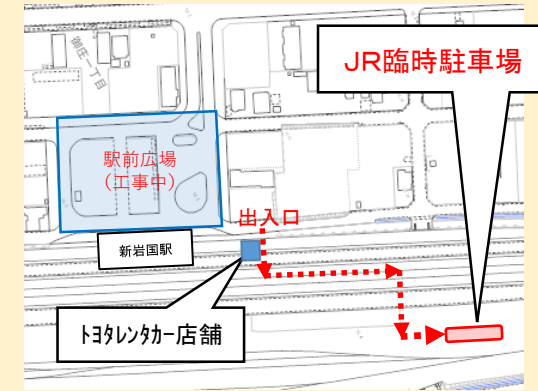 御庄一丁目
JR臨時駐車場
駅前広場
（工事中）
出入口
新岩国駅
ﾄﾖﾀﾚﾝﾀｶｰ店舗